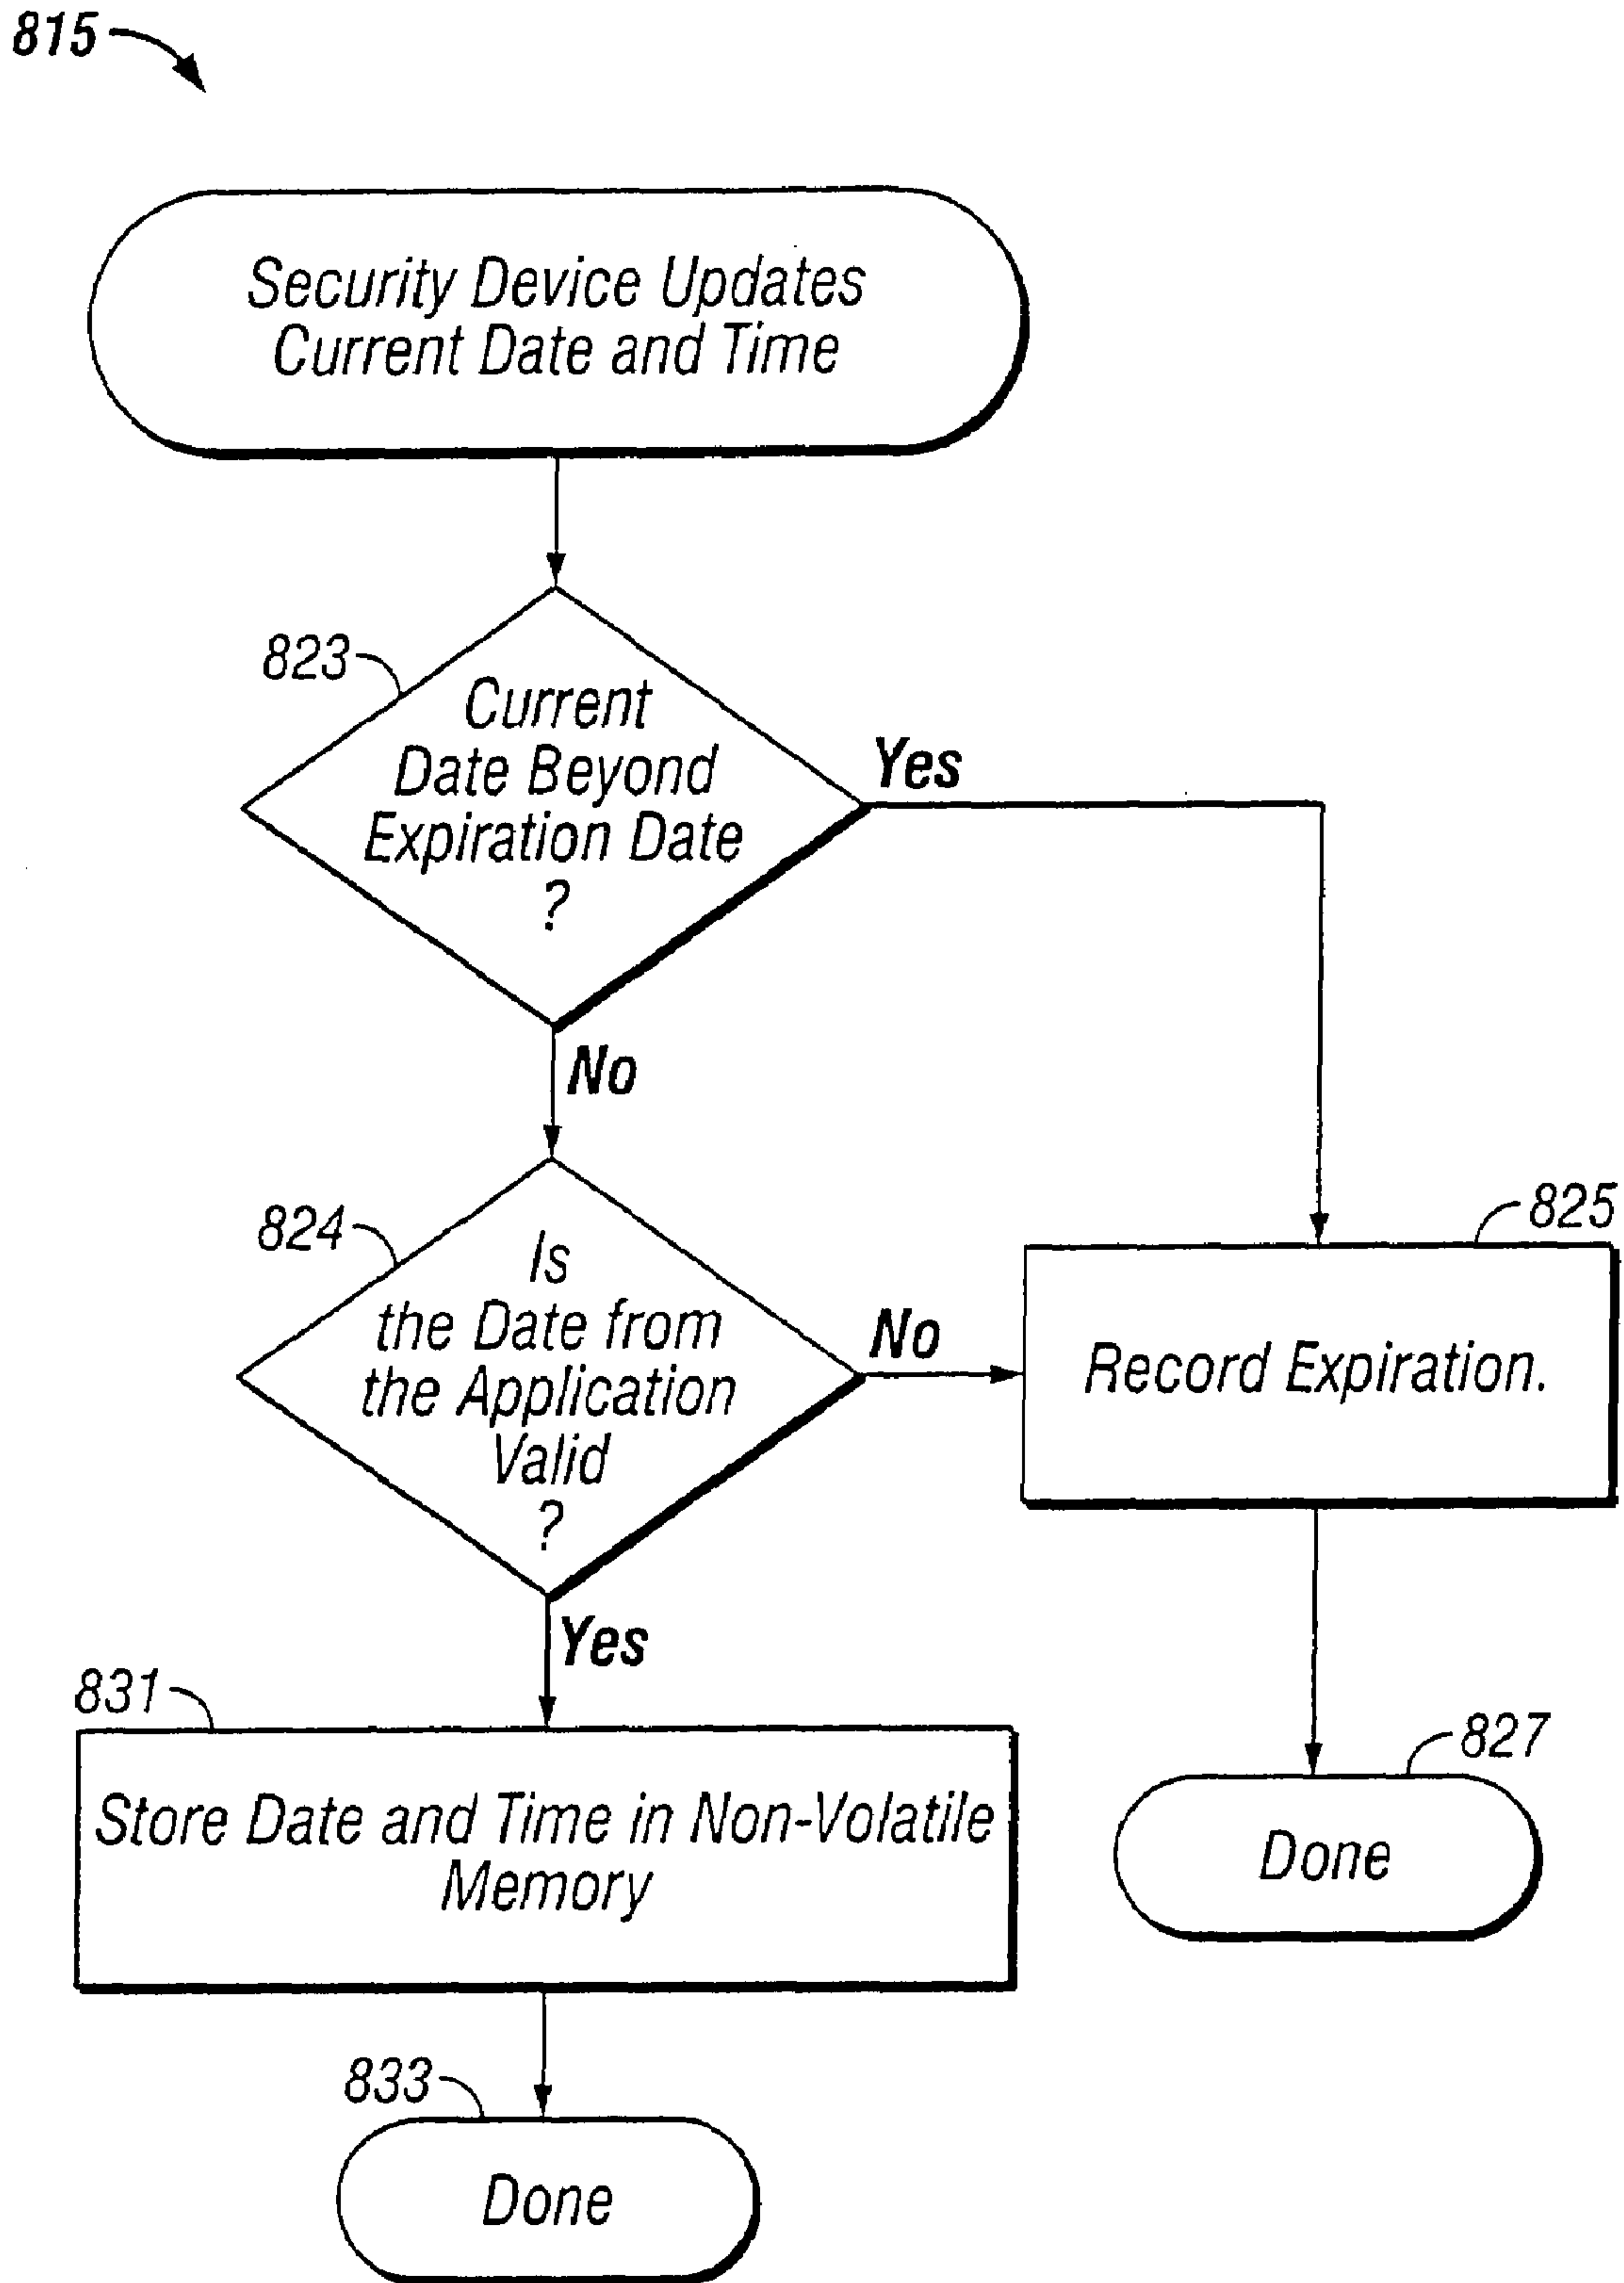 815
Security Device Updates
Current Date and Time
823
Current
Date Beyond
Expiration Date
?
Yes
No
824
Is
the Date from
the Application
Valid
?
No
Yes
825
Record Expiration.
827
Done
831
Store Date and Time in Non-Volatile
Memory
833
Done